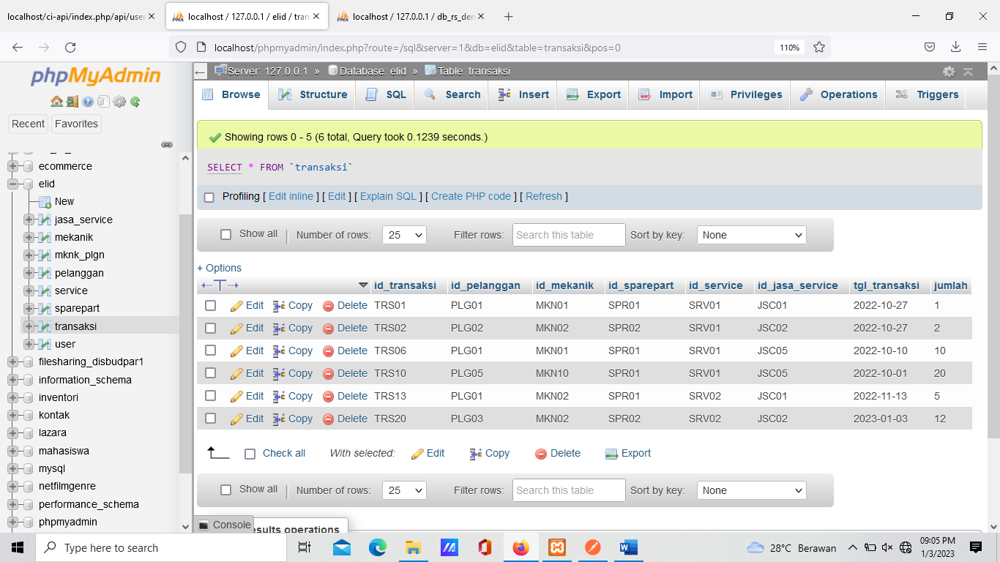 localhost/ci-api/index.php/api/user
localhost / 127.0.0.1 / elid / tran
localhost / 127.0.0.1 / db_rs_den
localhost/phpmyadmin/index.php?route=/sql&server=1&db=elid&table=transaksi&pos=0
110%
phpMyAdmin
Recent Favorites
ecommerce
elid
New
jasa_service
mekanik
mknk_plgn
pelanggan
service
sparepart
transaksi
user
filesharing_disbudpar1
information_schema
inventori
kontak
lazara
mahasiswa
mysql
netfilmgenre
performance_schema
phpmyadmin
Server: 127.0.0.1 » Database: elid » Table: transaksi
Browse Structure SQL Search Insert Export Import Privileges Operations Triggers
Showing rows 0 - 5 (6 total, Query took 0.1239 seconds.)
SELECT * FROM `transaksi`
Profiling [ Edit inline ] [ Edit ] [ Explain SQL ] [ Create PHP code ] [ Refresh ]
Show all Number of rows: 25 Filter rows: Search this table Sort by key: None
+ Options
id_transaksi id_pelanggan id_mekanik id_sparepart id_service id_jasa_service tgl_transaksi jumlah
Edit Copy Delete TRS01 PLG01 MKN01 SPR01 SRV01 JSC01 2022-10-27 1
Edit Copy Delete TRS02 PLG02 MKN02 SPR02 SRV01 JSC02 2022-10-27 2
Edit Copy Delete TRS06 PLG01 MKN01 SPR01 SRV01 JSC05 2022-10-10 10
Edit Copy Delete TRS10 PLG05 MKN10 SPR01 SRV01 JSC05 2022-10-01 20
Edit Copy Delete TRS13 PLG01 MKN02 SPR01 SRV02 JSC01 2022-11-13 5
Edit Copy Delete TRS20 PLG03 MKN02 SPR02 SRV02 JSC02 2023-01-03 12
Check all With selected: Edit Copy Delete Export
Show all Number of rows: 25 Filter rows: Search this table Sort by key: None
Console
esults operations
Type here to search
28°C Berawan
09:05 PM
1/3/2023